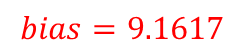 bias = 9.1617